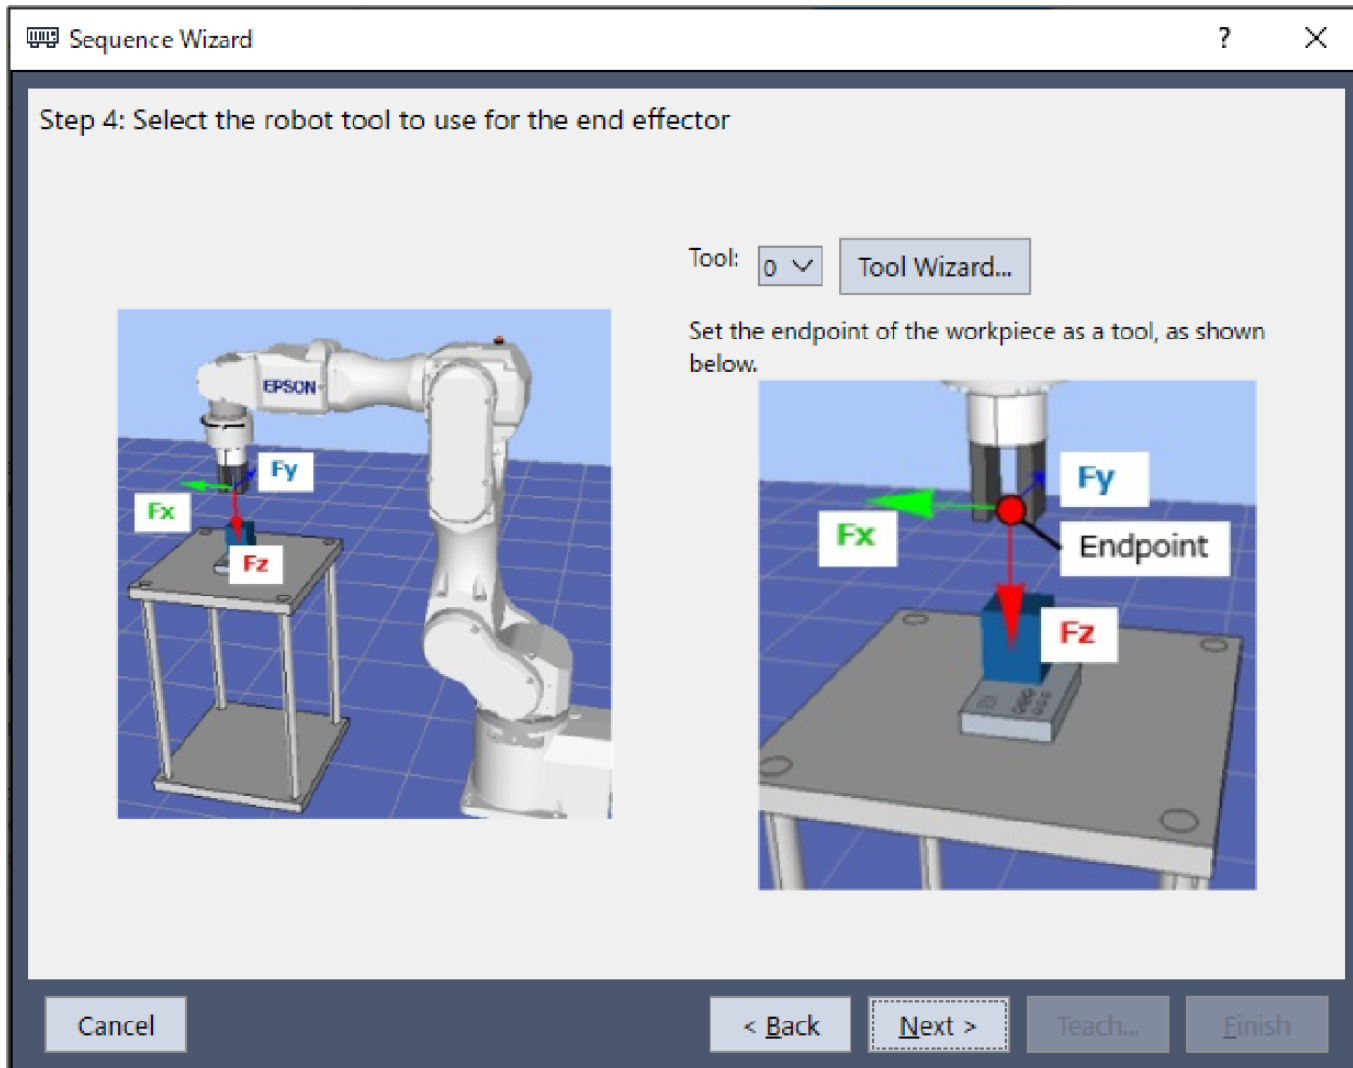 Sequence Wizard
?
Step 4: Select the robot tool to use for the end effector
Tool:
0
Tool Wizard...
Set the endpoint of the workpiece as a tool, as shown
below.
EPSON
Fy
Fx
Fz
Fy
Fx
Endpoint
Fz
Cancel
< Back
Next >
Teach...
Finish